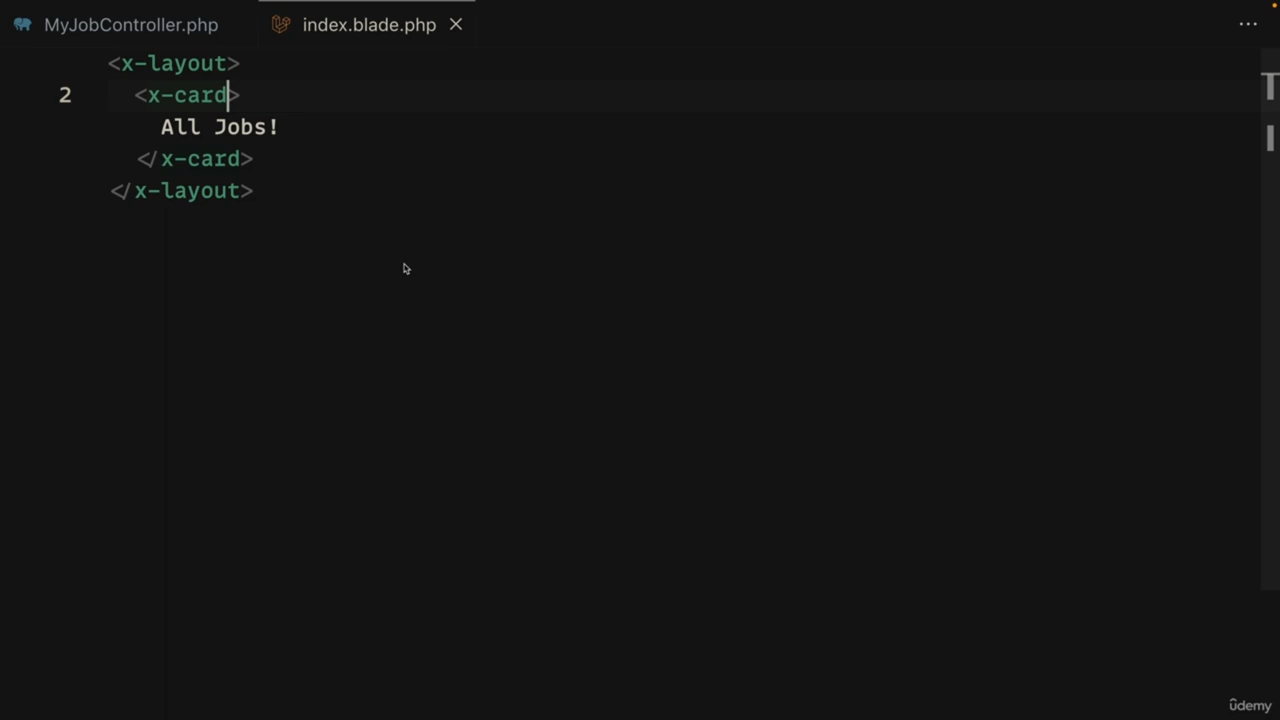 MyJobController.php index.blade.php
<x-layout>
2 <x-card>
All Jobs!
</x-card>
</x-layout>
ûdemy